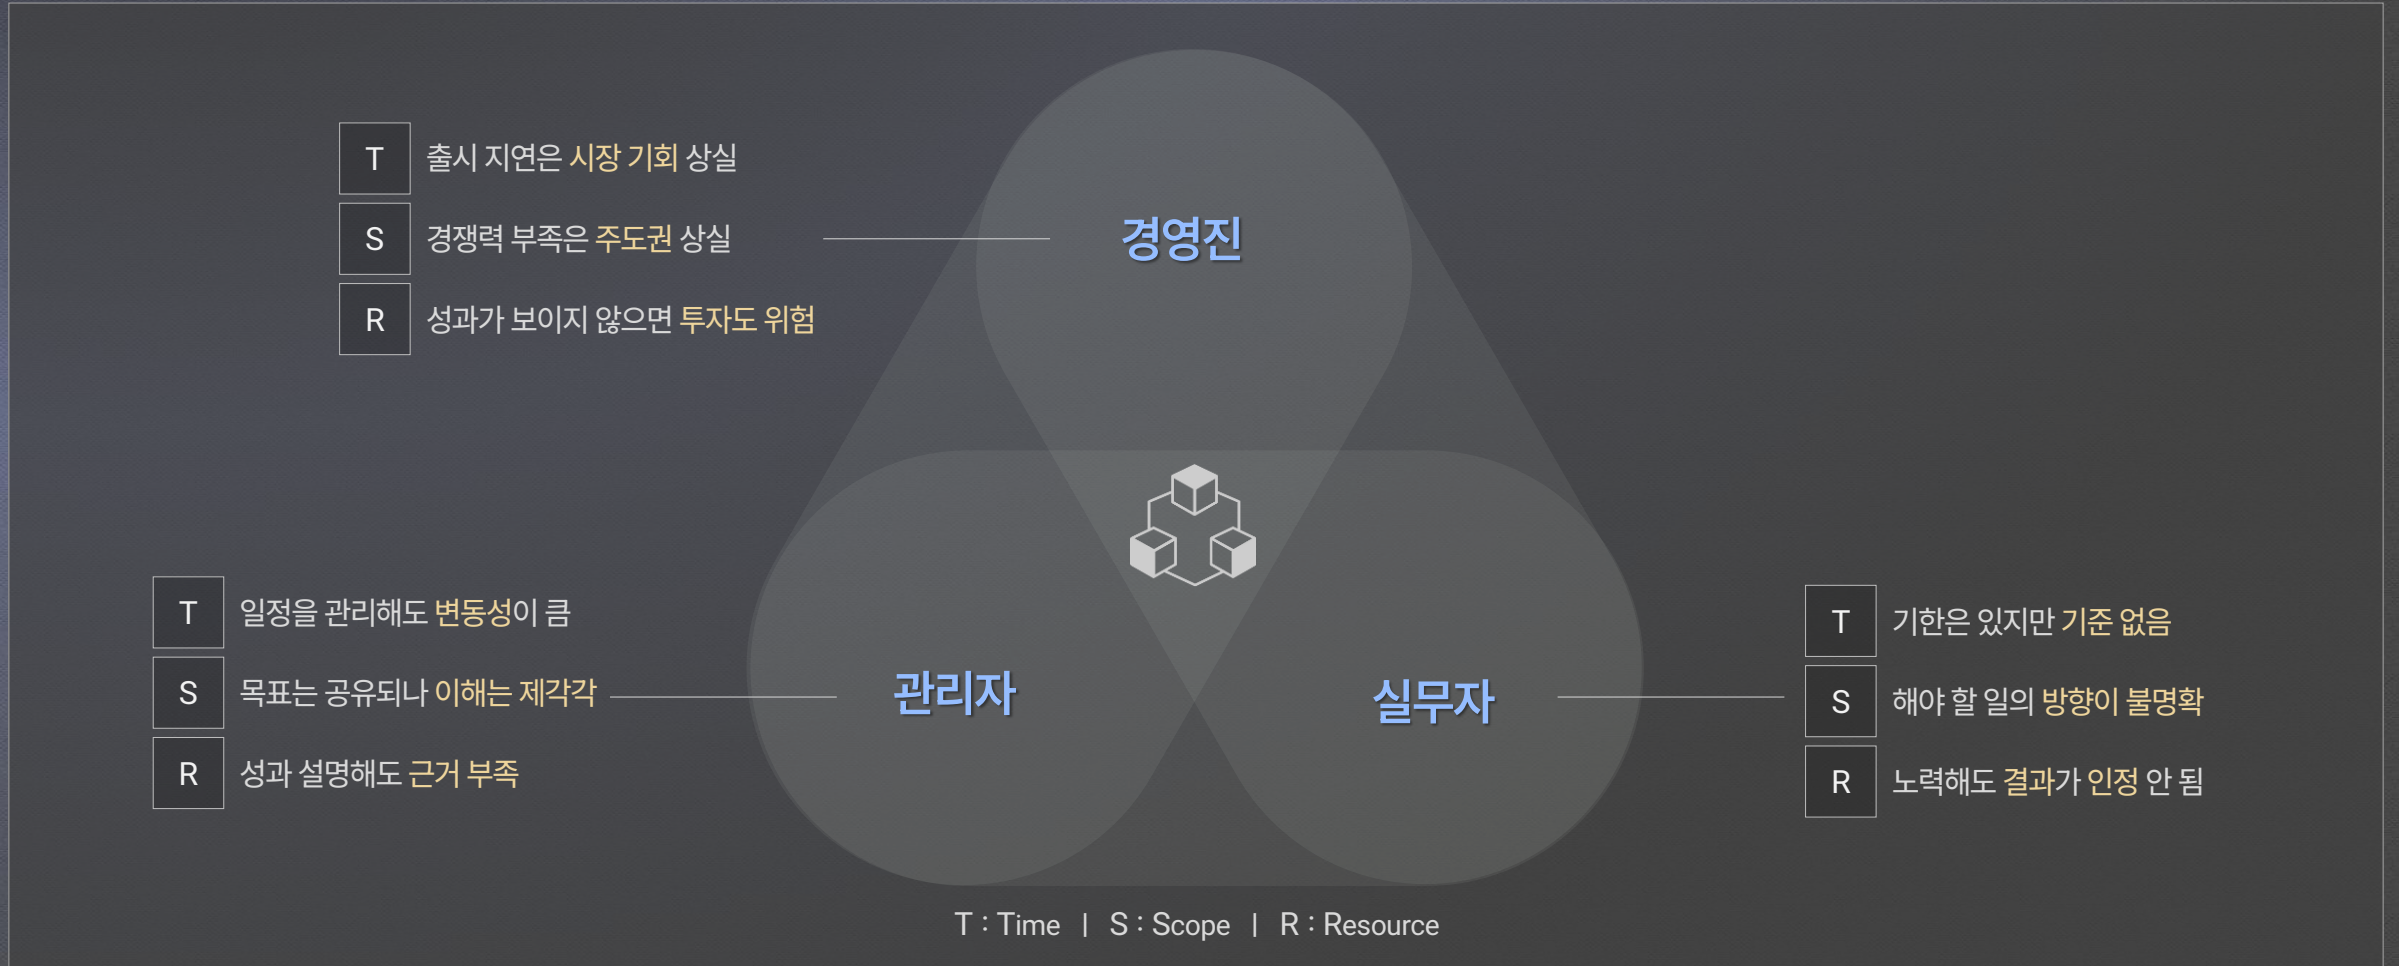 T 출시 지연은 시장 기회 상실
S 경쟁력 부족은 주도권 상실
R 성과가 보이지 않으면 투자도 위험
경영진
T 일정을 관리해도 변동성이 큼
S 목표는 공유되나 이해는 제각각
R 성과 설명해도 근거 부족
관리자
실무자
T 기한은 있지만 기준 없음
S 해야 할 일의 방향이 불명확
R 노력해도 결과가 인정 안 됨
T : Time | S : Scope | R : Resource